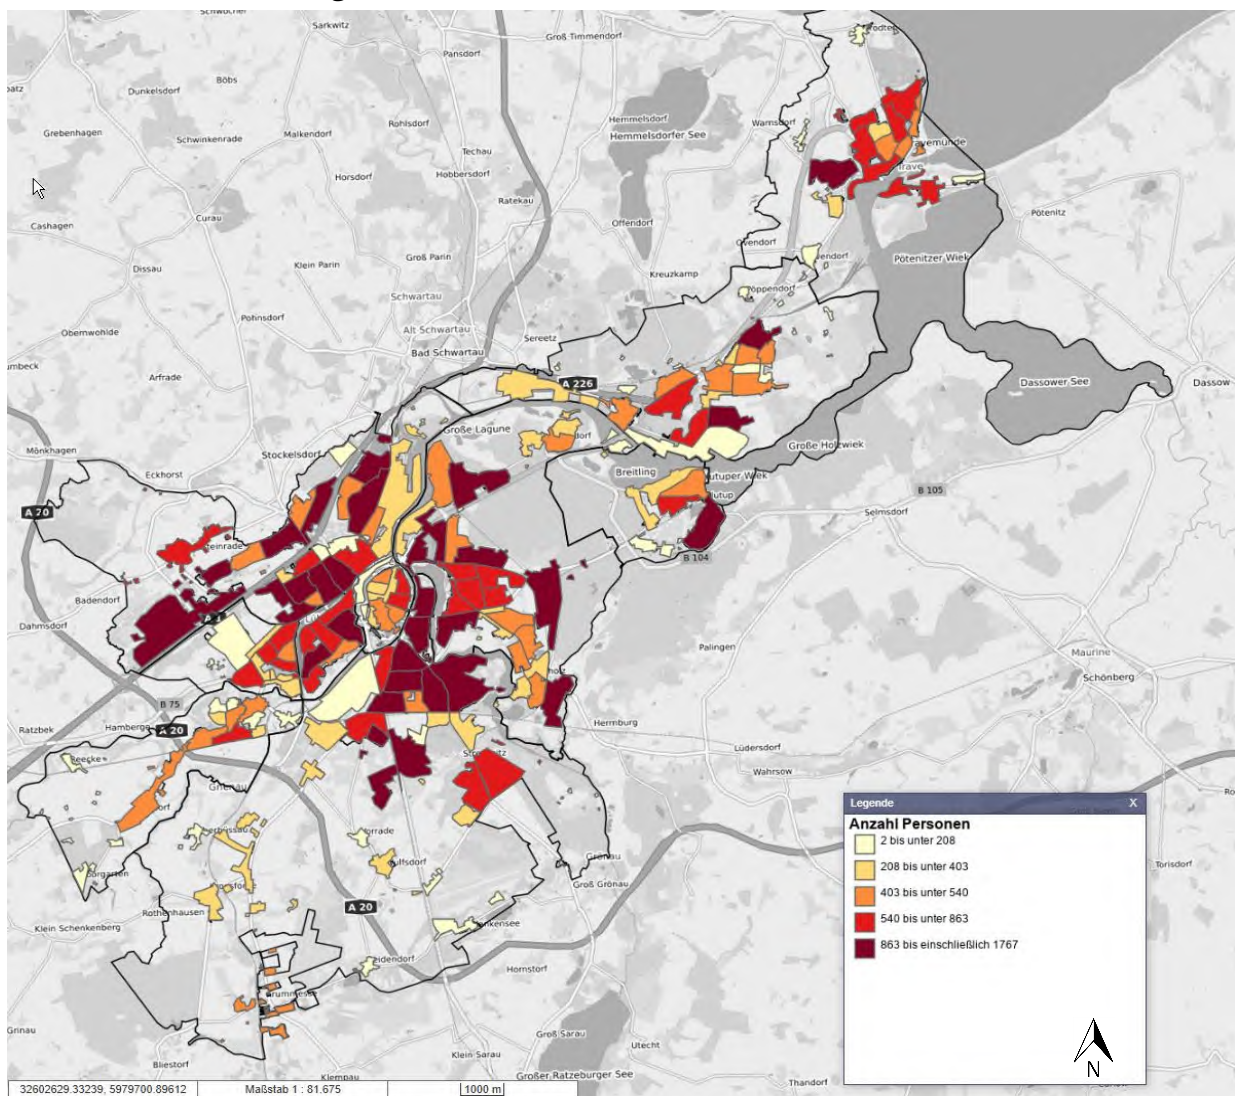 Sarkwitz
Groß Timmendorf
Pansdorf
Böbs
Dunkelsdorf
Hemmelsdorf
Rohlsdorf
Warnsdorf
Grebenhagen
Schwinkenrade
Malkendorf
Hemmelsdorfer See
Techau
Hobbersdorf
Horsdorf
Trave
Ratekau
Curau
Cashagen
Offendorf
Pötenitz
Dissau
Klein Parin
Groß Parin
Pötenitzer Wiek
Kreuzkamp
Schwartau
Pohnsdorf
Alt Schwartau
Obernwohlde
Sereetz
Bad Schwartau
Arfrade
A 226
Dassower See
Dassow
Große Lagune
Große Holzwiek
Mönkhagen
Stockelsdorf
Eckhorst
Breitling
B 105
A 20
Selmsdorf
B 104
Badendorf
Dahmsdorf
Palingen
Maurine
Schönberg
B 75
Ratzbek
Hamberge
A 20
Herrnburg
Lüdersdorf
Wahrsow
Reecke
Grönau
Groß Grönau
Torisdorf
Rothenhausen
Klein Schenkenberg
A 20
Hornstorf
Grinau
Groß Sarau
Utecht
Klein Sarau
Bliestorf
Klempau
Großer Ratzeburger See
Thandorf
Legende X
Anzahl Personen
2 bis unter 208
208 bis unter 403
403 bis unter 540
540 bis unter 863
863 bis einschließlich 1767
N
32602629.33239, 5979700.89612
Maßstab 1 : 81.675
1000 m